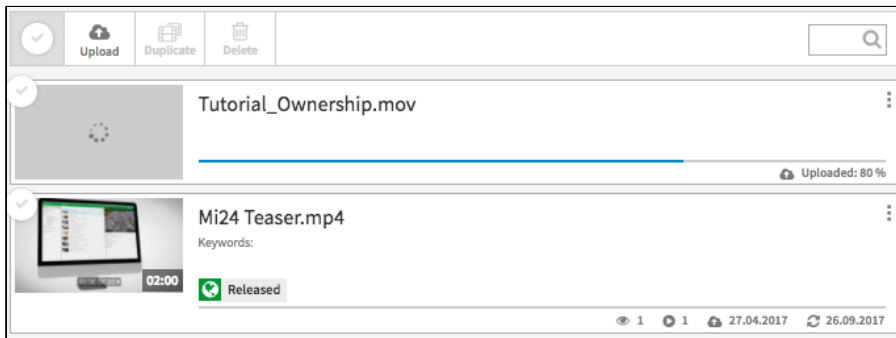 Upload
Duplicate
Delete
Tutorial_Ownership.mov
Uploaded: 80 %
Mi24 Teaser.mp4
Keywords:
02:00
Released
1 1 27.04.2017 26.09.2017